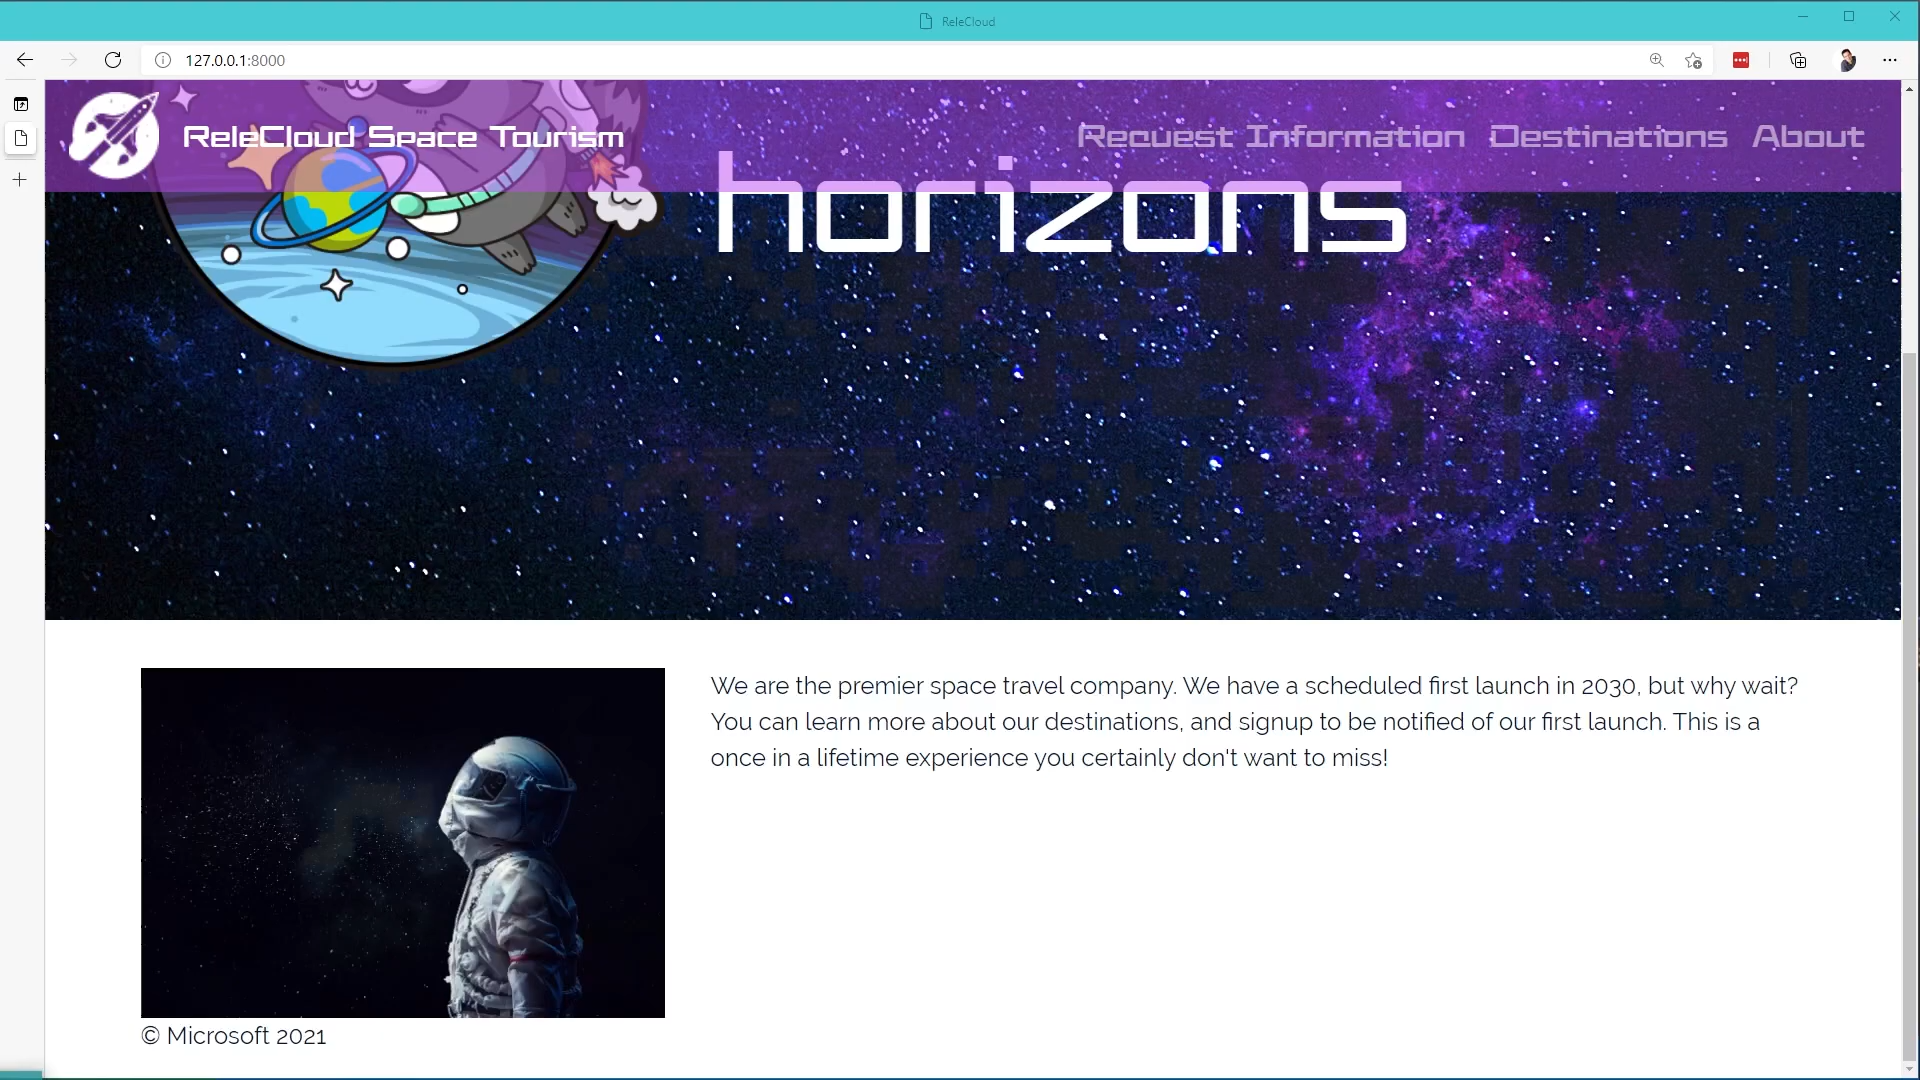 ReleCloud
127.0.0.1:8000
ReleCloud Space Tourism
Recuest Information
Destinations
About
horizons
We are the premier space travel company. We have a scheduled first launch in 2030, but why wait?
You can learn more about our destinations, and signup to be notified of our first launch. This is a
once in a lifetime experience you certainly don't want to miss!
© Microsoft 2021